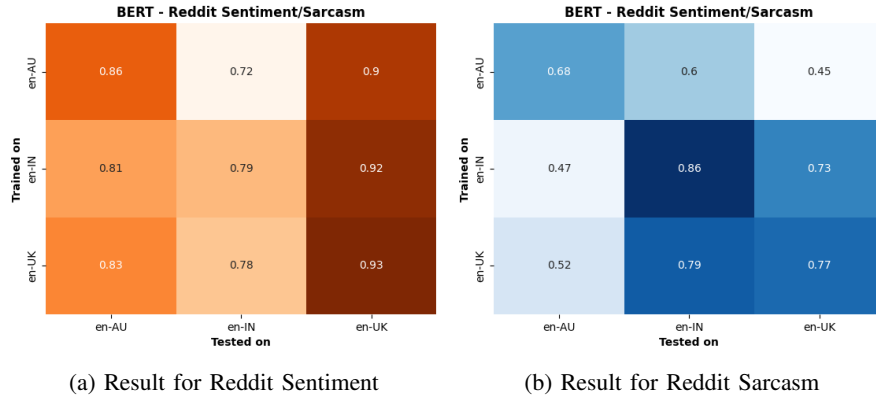 BERT - Reddit Sentiment/Sarcasm
Trained on
en-AU
0.86 0.72 0.9
en-IN
0.81 0.79 0.92
en-UK
0.83 0.78 0.93
en-AU en-IN en-UK
Tested on
(a) Result for Reddit Sentiment
BERT - Reddit Sentiment/Sarcasm
Trained on
en-AU
0.68 0.6 0.45
en-IN
0.47 0.86 0.73
en-UK
0.52 0.79 0.77
en-AU en-IN en-UK
Tested on
(b) Result for Reddit Sarcasm